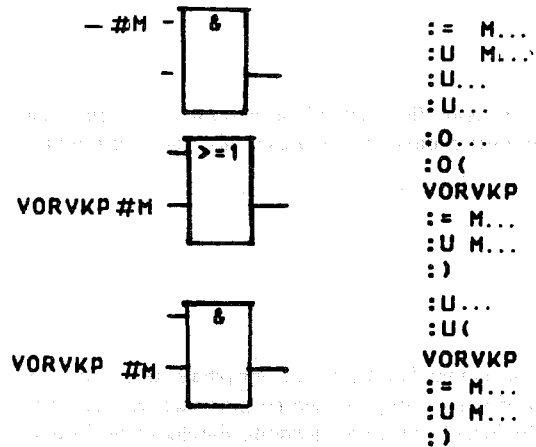 — #M & := M...
:U M...
:U...
:U...
>=1 :O...
:O(
VORVKP #M VORVKP
:= M...
:U M...
:)
& :U...
:U(
VORVKP #M VORVKP
:= M...
:U M...
:)